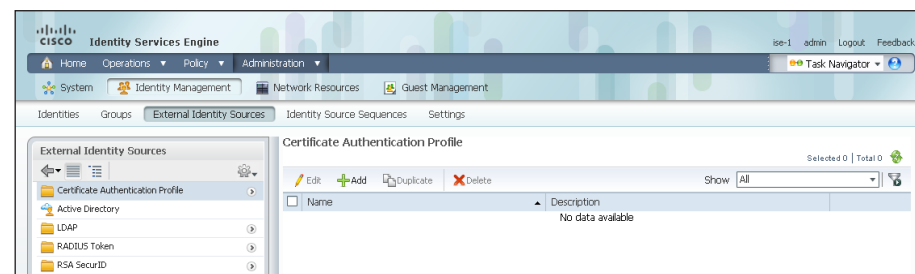 CISCO Identity Services Engine
ise-1 admin Logout Feedback
Home Operations ▼ Policy ▼ Administration ▼
Task Navigator ▼
System Identity Management Network Resources Guest Management
Identities Groups External Identity Sources Identity Source Sequences Settings
External Identity Sources
Certificate Authentication Profile
Active Directory
LDAP
RADIUS Token
RSA SecurID
Certificate Authentication Profile
Selected 0 | Total 0
Edit Add Duplicate Delete Show All
Name Description
No data available